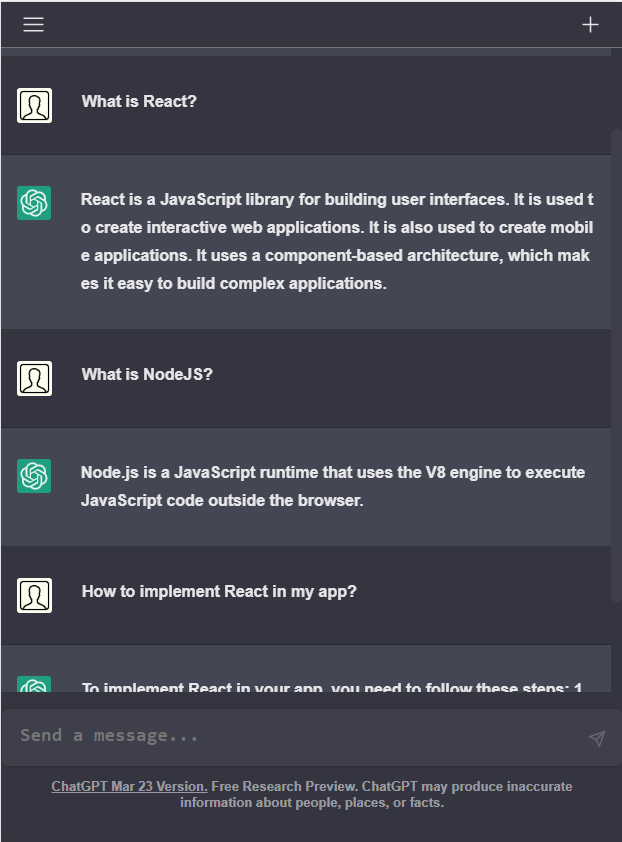 What is React?
React is a JavaScript library for building user interfaces. It is used t
o create interactive web applications. It is also used to create mobil
e applications. It uses a component-based architecture, which mak
es it easy to build complex applications.
What is NodeJS?
Node.js is a JavaScript runtime that uses the V8 engine to execute
JavaScript code outside the browser.
How to implement React in my app?
To implement React in your app, you need to follow these steps: 1
Send a message...
ChatGPT Mar 23 Version. Free Research Preview. ChatGPT may produce inaccurate
information about people, places, or facts.